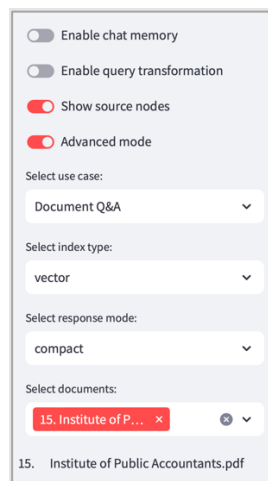 Enable chat memory
Enable query transformation
Show source nodes
Advanced mode
Select use case:
Document Q&A
Select index type:
vector
Select response mode:
compact
Select documents:
15. Institute of P... ×
15. Institute of Public Accountants.pdf